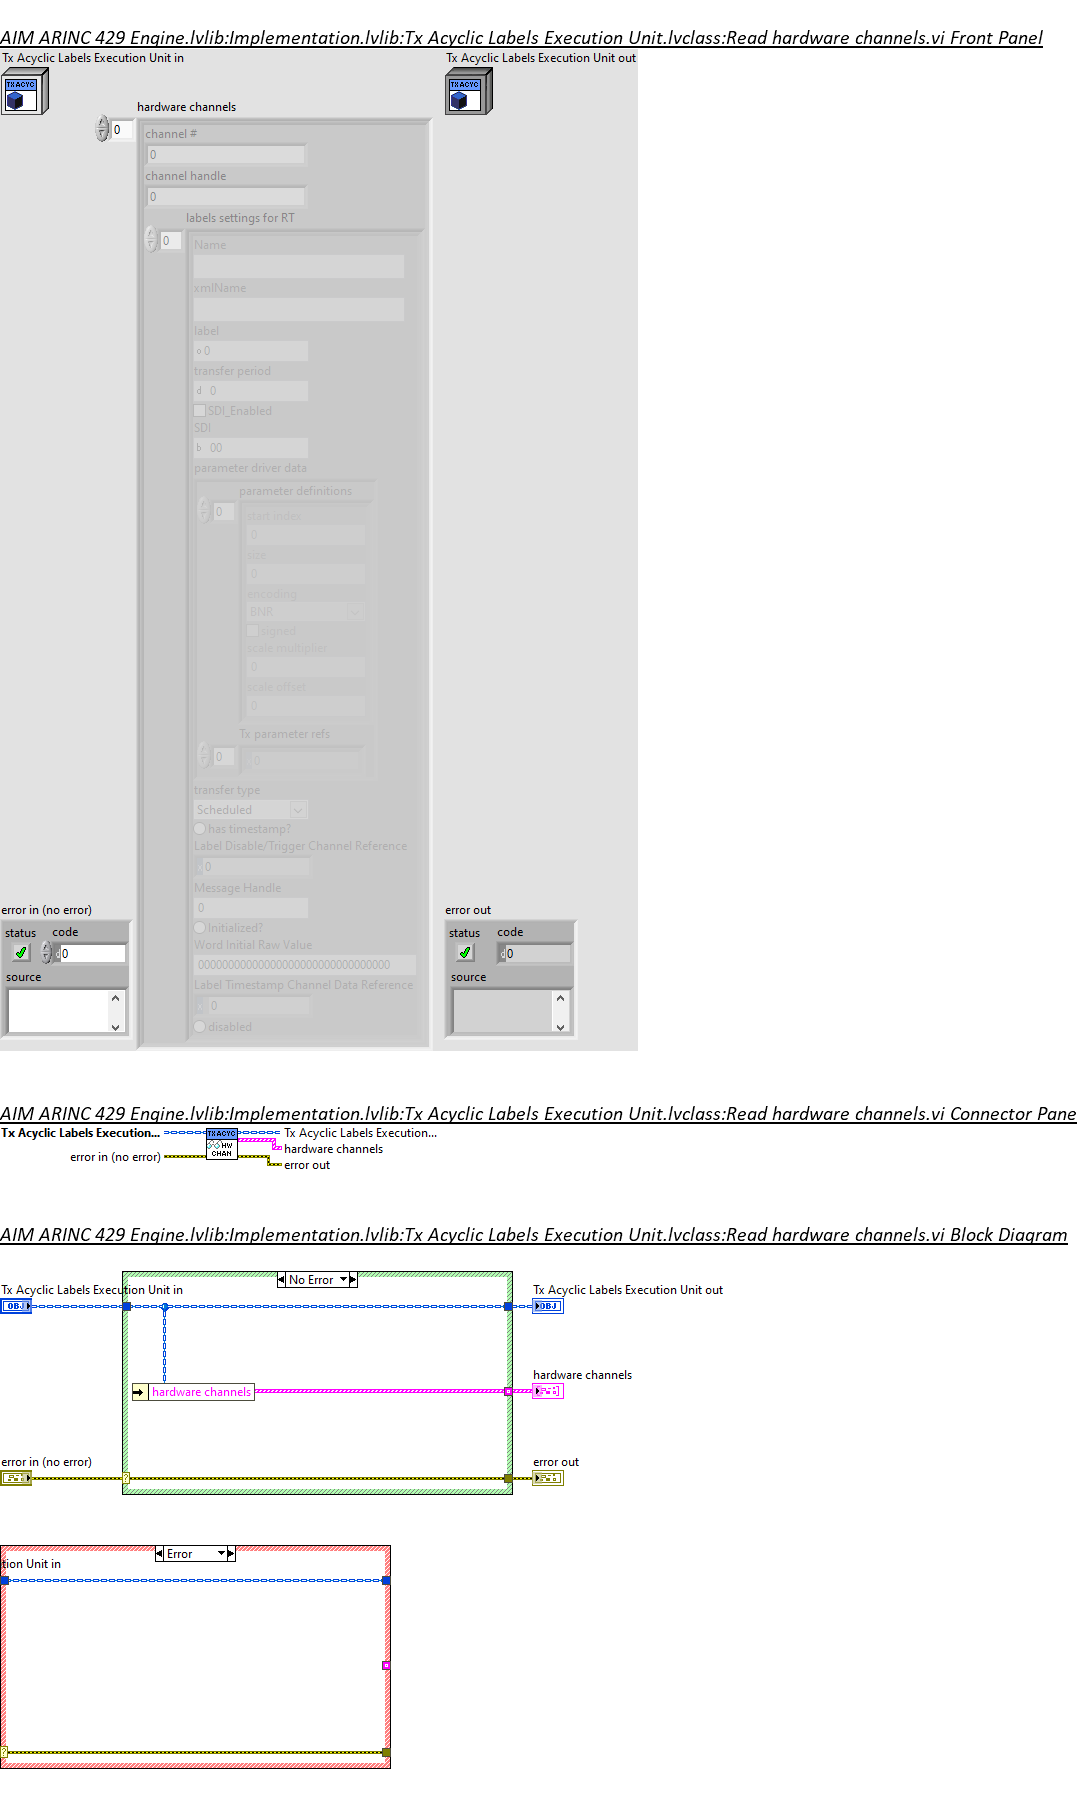 AIM ARINC 429 Engine.lvlib:Implementation.lvlib:Tx Acyclic Labels Execution Unit.lvclass:Read hardware channels.vi Front Panel
Tx Acyclic Labels Execution Unit in
Tx Acyclic Labels Execution Unit out
TX ACYC
TX ACYC
hardware channels
0
channel #
0
channel handle
0
labels settings for RT
0
Name
xmlName
label
o 0
transfer period
d 0
SDI_Enabled
SDI
b 00
parameter driver data
parameter definitions
0
start index
0
size
0
encoding
BNR
signed
scale multiplier
0
scale offset
0
Tx parameter refs
0
0
transfer type
Scheduled
has timestamp?
Label Disable/Trigger Channel Reference
0
Message Handle
0
Initialized?
Word Initial Raw Value
00000000000000000000000000000000
Label Timestamp Channel Data Reference
0
disabled
error in (no error)
status code
d 0
source
error out
status code
d 0
source
AIM ARINC 429 Engine.lvlib:Implementation.lvlib:Tx Acyclic Labels Execution Unit.lvclass:Read hardware channels.vi Connector Pane
Tx Acyclic Labels Execution...
TX ACYC
HW
CHAN
Tx Acyclic Labels Execution...
hardware channels
error in (no error)
error out
AIM ARINC 429 Engine.lvlib:Implementation.lvlib:Tx Acyclic Labels Execution Unit.lvclass:Read hardware channels.vi Block Diagram
No Error
Tx Acyclic Labels Execution Unit in
OBJ
Tx Acyclic Labels Execution Unit out
OBJ
hardware channels
hardware channels
error in (no error)
?
error out
Error
tion Unit in
?